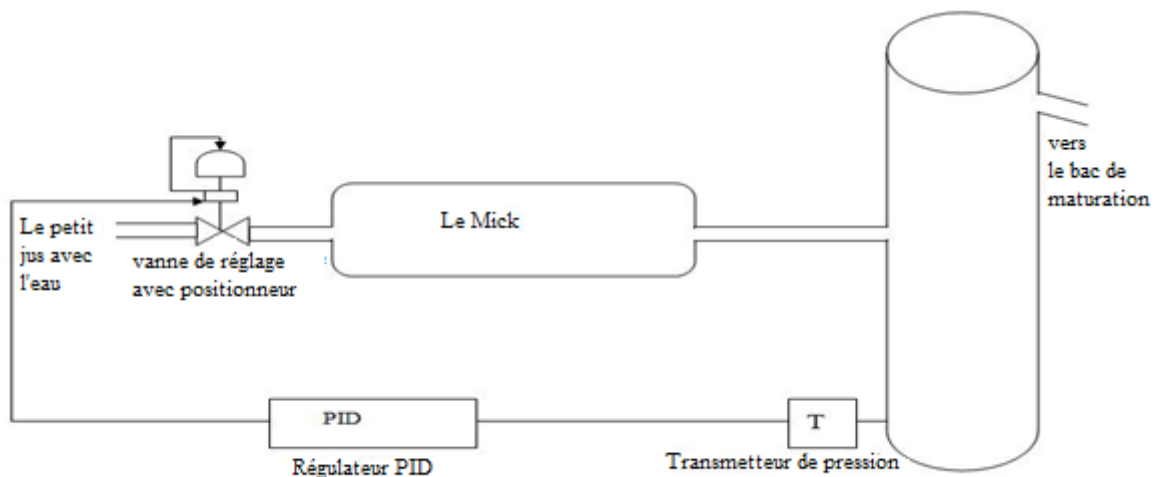 vers
le bac de
maturation
Le Mick
Le petit
jus avec
l'eau
vanne de réglage
avec positionneur
PID
T
Régulateur PID
Transmetteur de pression